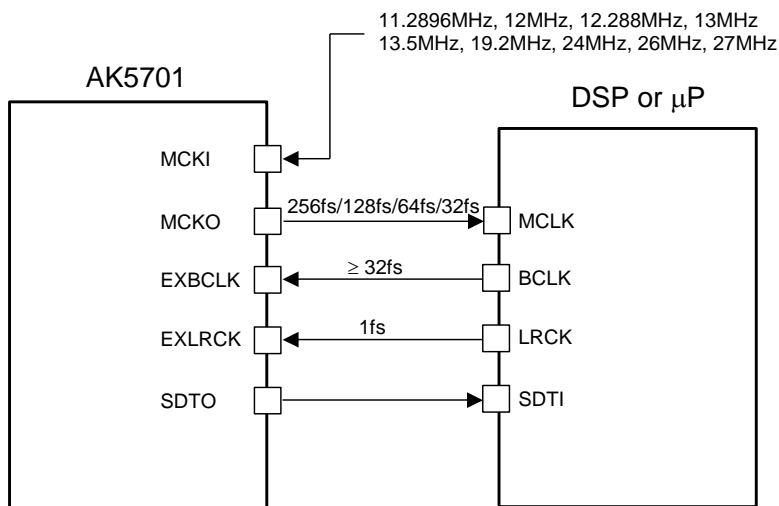 11.2896MHz, 12MHz, 12.288MHz, 13MHz
13.5MHz, 19.2MHz, 24MHz, 26MHz, 27MHz
AK5701
DSP or μP
MCKI
MCKO
256fs/128fs/64fs/32fs
MCLK
EXBCLK
≥ 32fs
BCLK
EXLRCK
1fs
LRCK
SDTO
SDTI